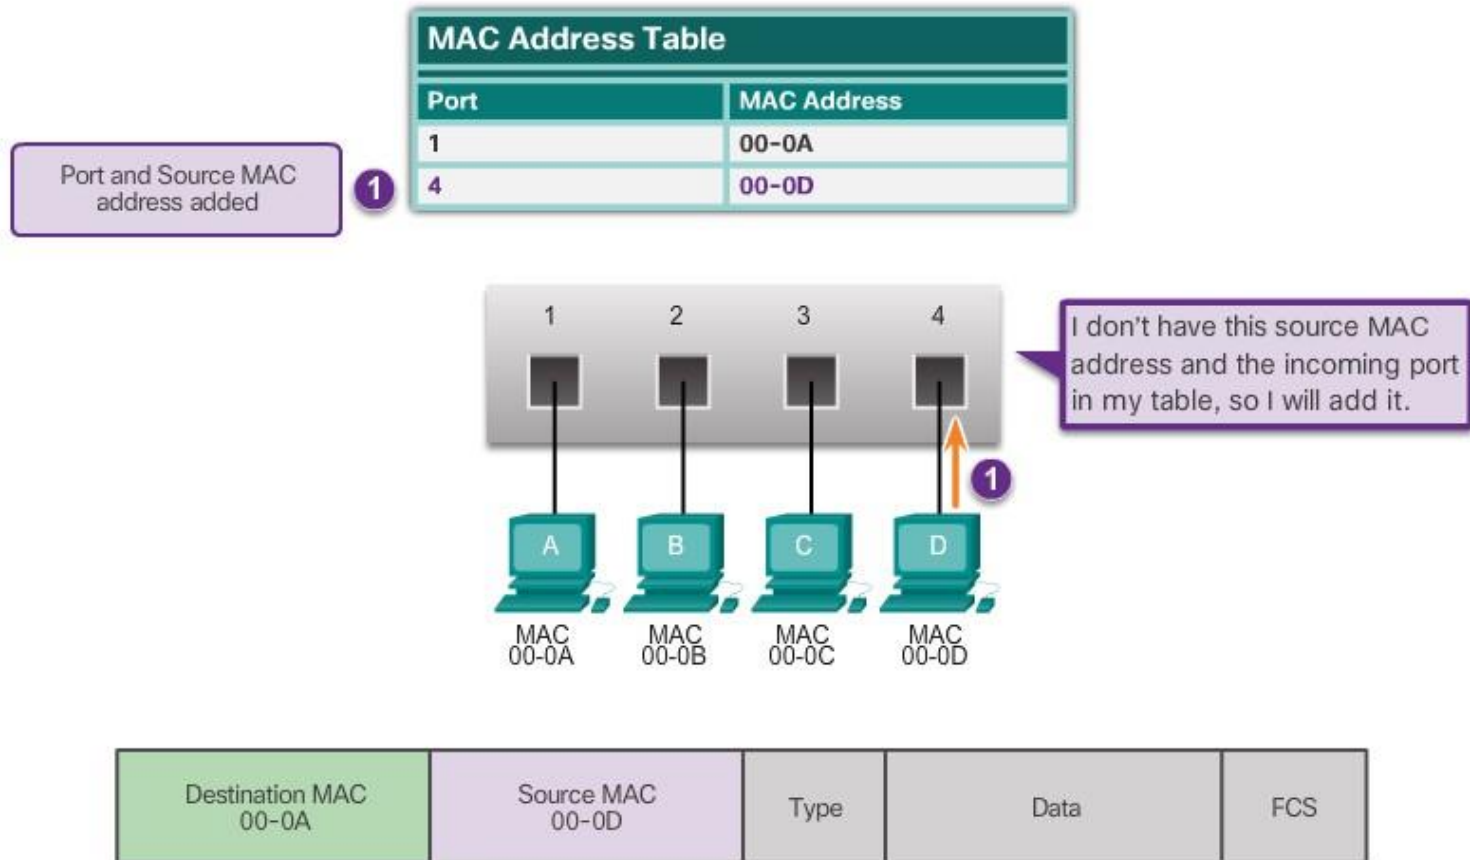 MAC Address Table
Port MAC Address
1 00-0A
4 00-0D
Port and Source MAC
address added
1
1 2 3 4
I don't have this source MAC
address and the incoming port
in my table, so I will add it.
1
A B C D
MAC MAC MAC MAC
00-0A 00-0B 00-0C 00-0D
Destination MAC Source MAC Type Data FCS
00-0A 00-0D